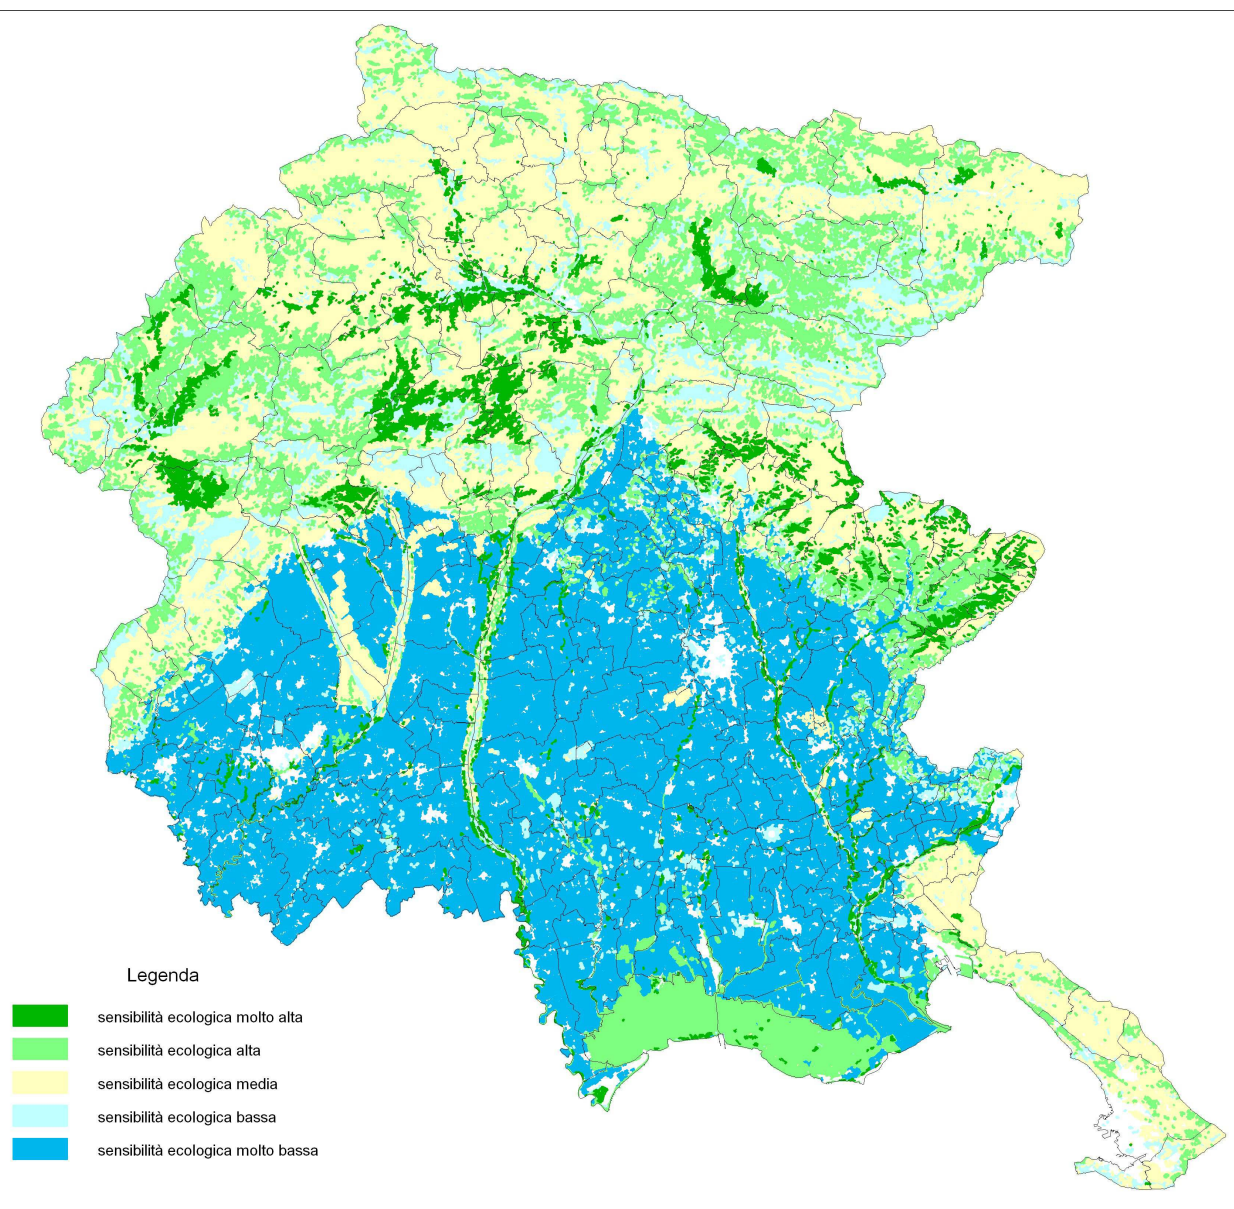 Legenda
sensibilità ecologica molto alta
sensibilità ecologica alta
sensibilità ecologica media
sensibilità ecologica bassa
sensibilità ecologica molto bassa